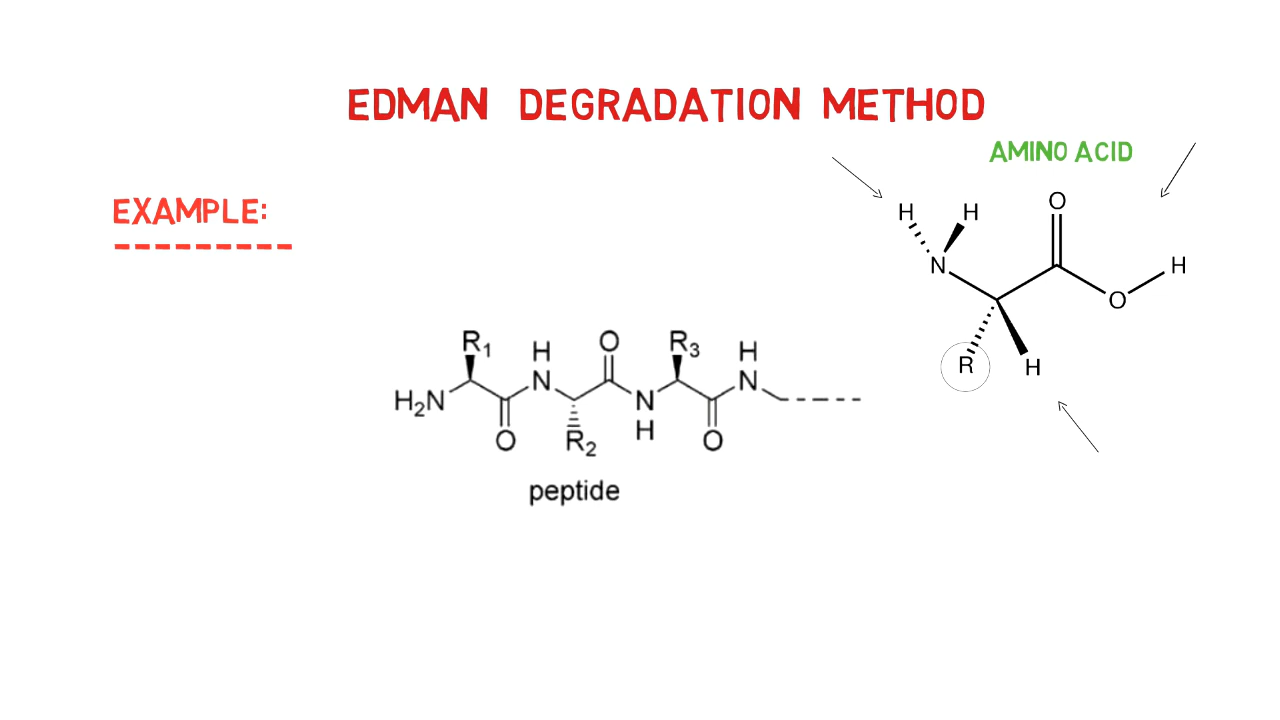 EDMAN DEGRADATION METHOD
AMINO ACID
EXAMPLE:
H H O
N H
O
R H
R1 H O R3 H
N N
H2N N
O R2 H O
peptide